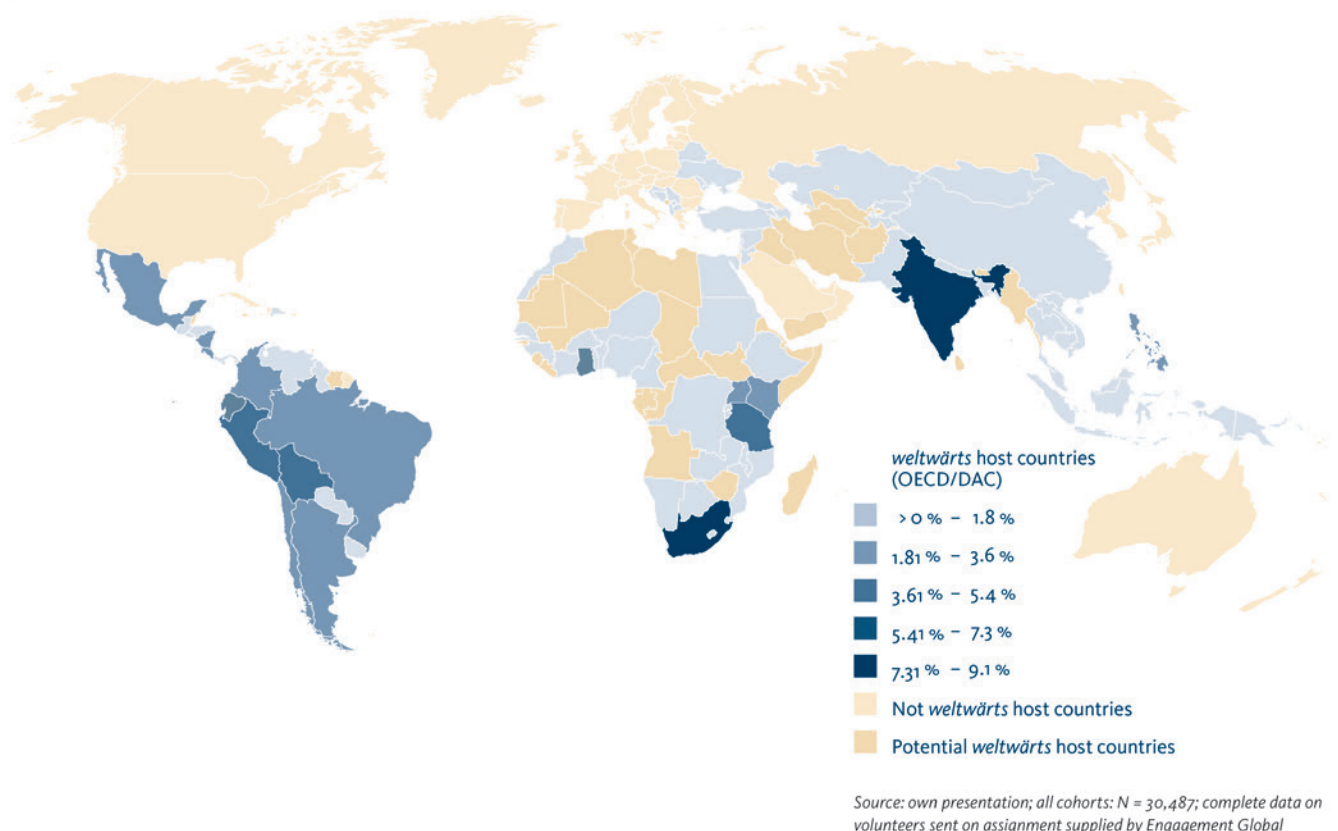 weltwärts host countries
(OECD/DAC)
> 0 % – 1.8 %
1.81 % – 3.6 %
3.61 % – 5.4 %
5.41 % – 7.3 %
7.31 % – 9.1 %
Not weltwärts host countries
Potential weltwärts host countries
Source: own presentation; all cohorts: N = 30,487; complete data on
volunteers sent on assignment supplied by Engagement Global